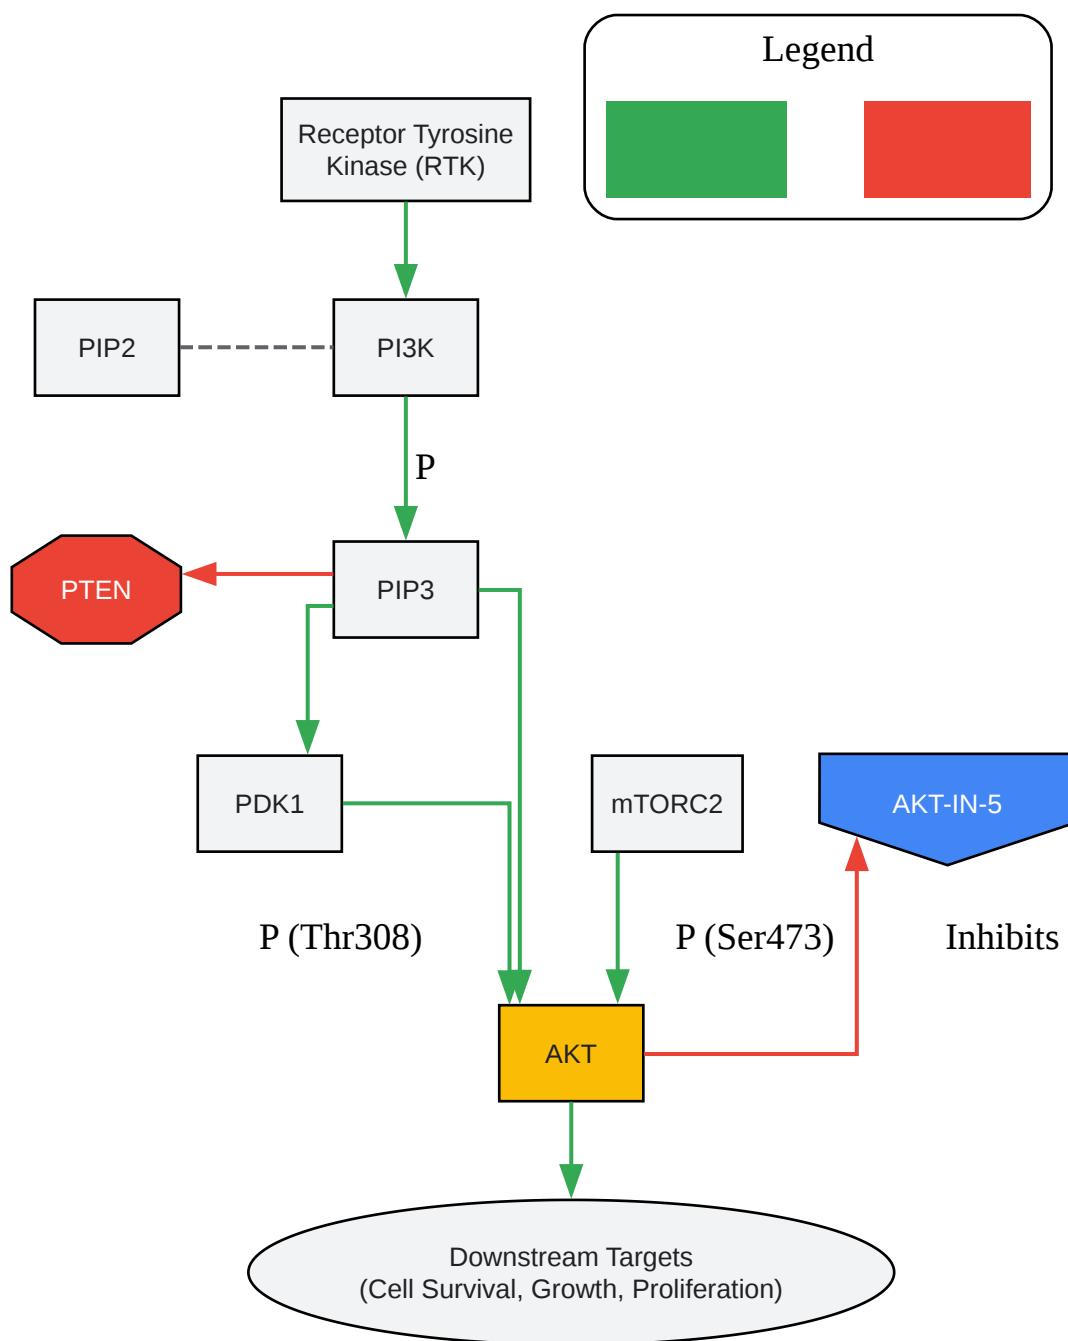 Legend
Receptor Tyrosine
Kinase (RTK)
PIP2
PI3K
P
PTEN
PIP3
PDK1
mTORC2
AKT-IN-5
P (Thr308)
P (Ser473)
Inhibits
AKT
Downstream Targets
(Cell Survival, Growth, Proliferation)